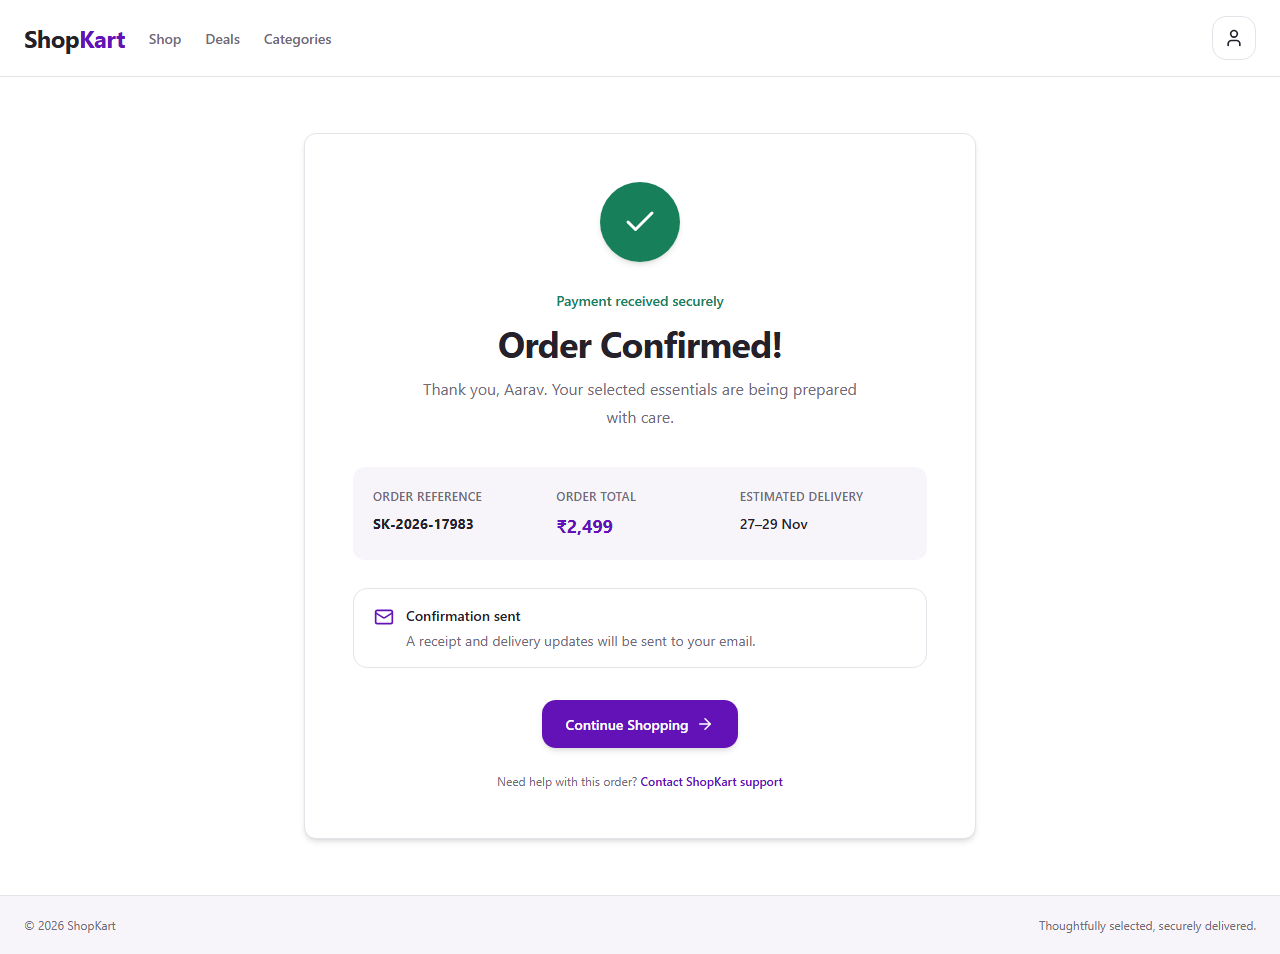 ShopKart
Shop
Deals
Categories
Payment received securely
Order Confirmed!
Thank you, Aarav. Your selected essentials are being prepared
with care.
ORDER REFERENCE
SK-2026-17983
ORDER TOTAL
₹2,499
ESTIMATED DELIVERY
27–29 Nov
Confirmation sent
A receipt and delivery updates will be sent to your email.
Continue Shopping
Need help with this order? Contact ShopKart support
© 2026 ShopKart
Thoughtfully selected, securely delivered.